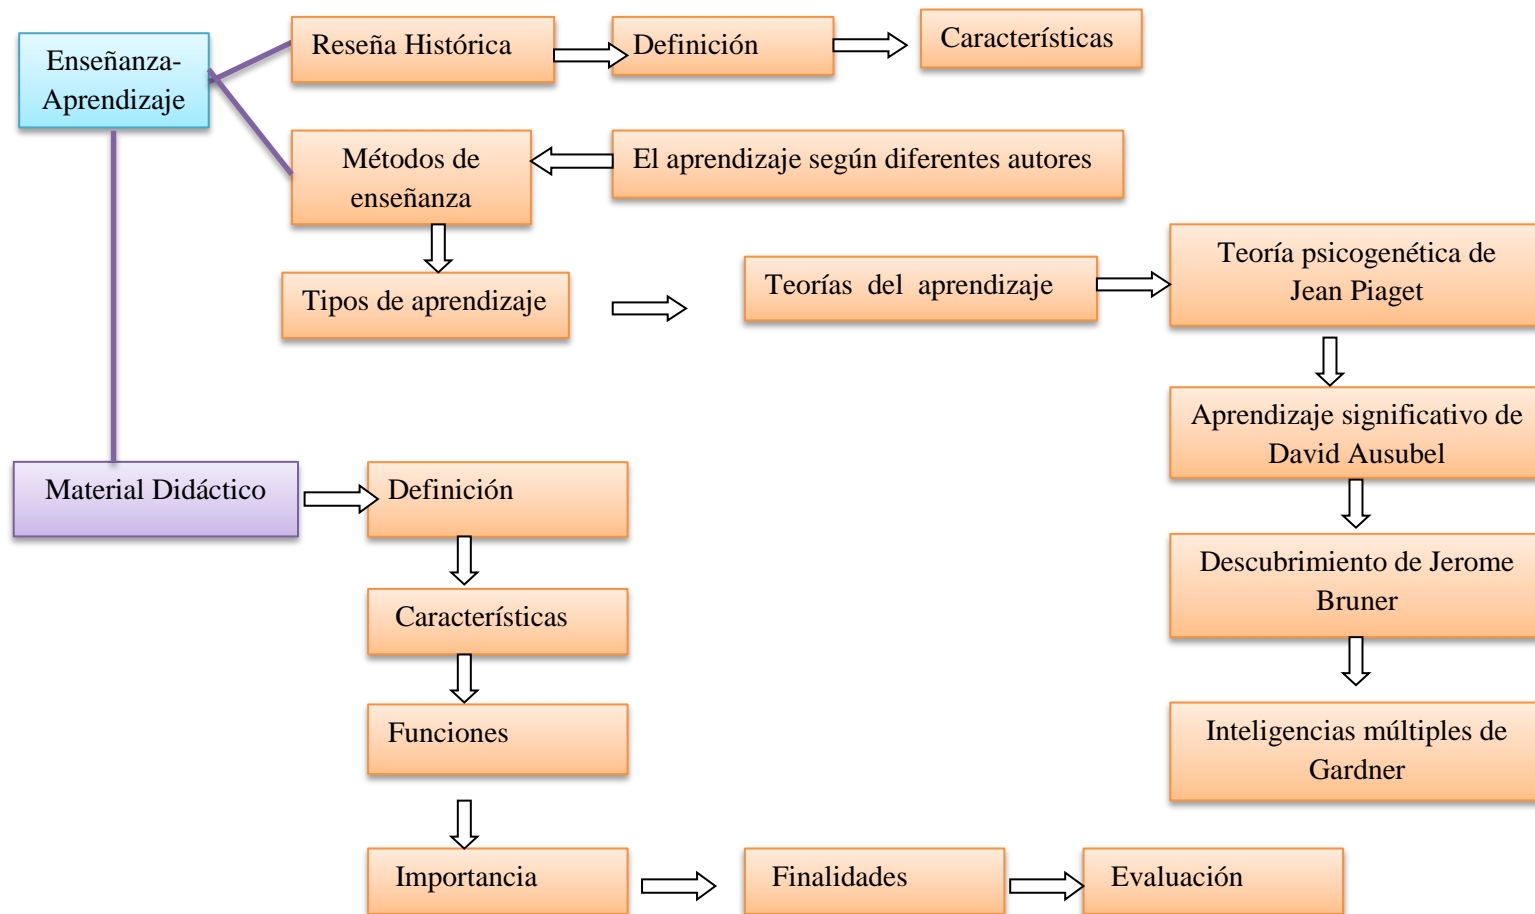 Enseñanza-
Aprendizaje
Reseña Histórica
Definición
Características
Métodos de
enseñanza
El aprendizaje según diferentes autores
Tipos de aprendizaje
Teorías del aprendizaje
Teoría psicogenética de
Jean Piaget
Aprendizaje significativo de
David Ausubel
Descubrimiento de Jerome
Bruner
Inteligencias múltiples de
Gardner
Material Didáctico
Definición
Características
Funciones
Importancia
Finalidades
Evaluación